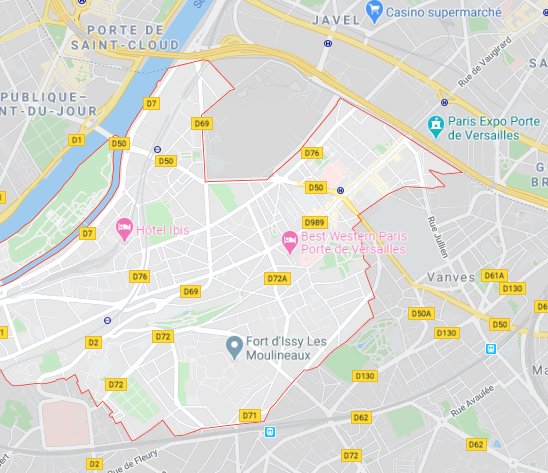 Casino supermarché
JAVEL
PORTE DE
SAINT-CLOUD
Rue de Vaugirard
SA
PUBLIQUE-
NT-DU-JOUR
D7
D69
Paris Expo Porte
de Versailles
D1
D50
D50
D76
G
BR
D50
D7
Hôtel Ibis
D989
Rue Jullien
Best Western Paris
Porte de Versailles
D76
D72A
Vanves
D61A
D130
D69
D50A
D50
D72
D130
D2
Fort d'Issy Les
Moulineaux
Ma
D130
D72
Rue Avaulée
D71
D62
D62
Rue de Fleury
D72
D2